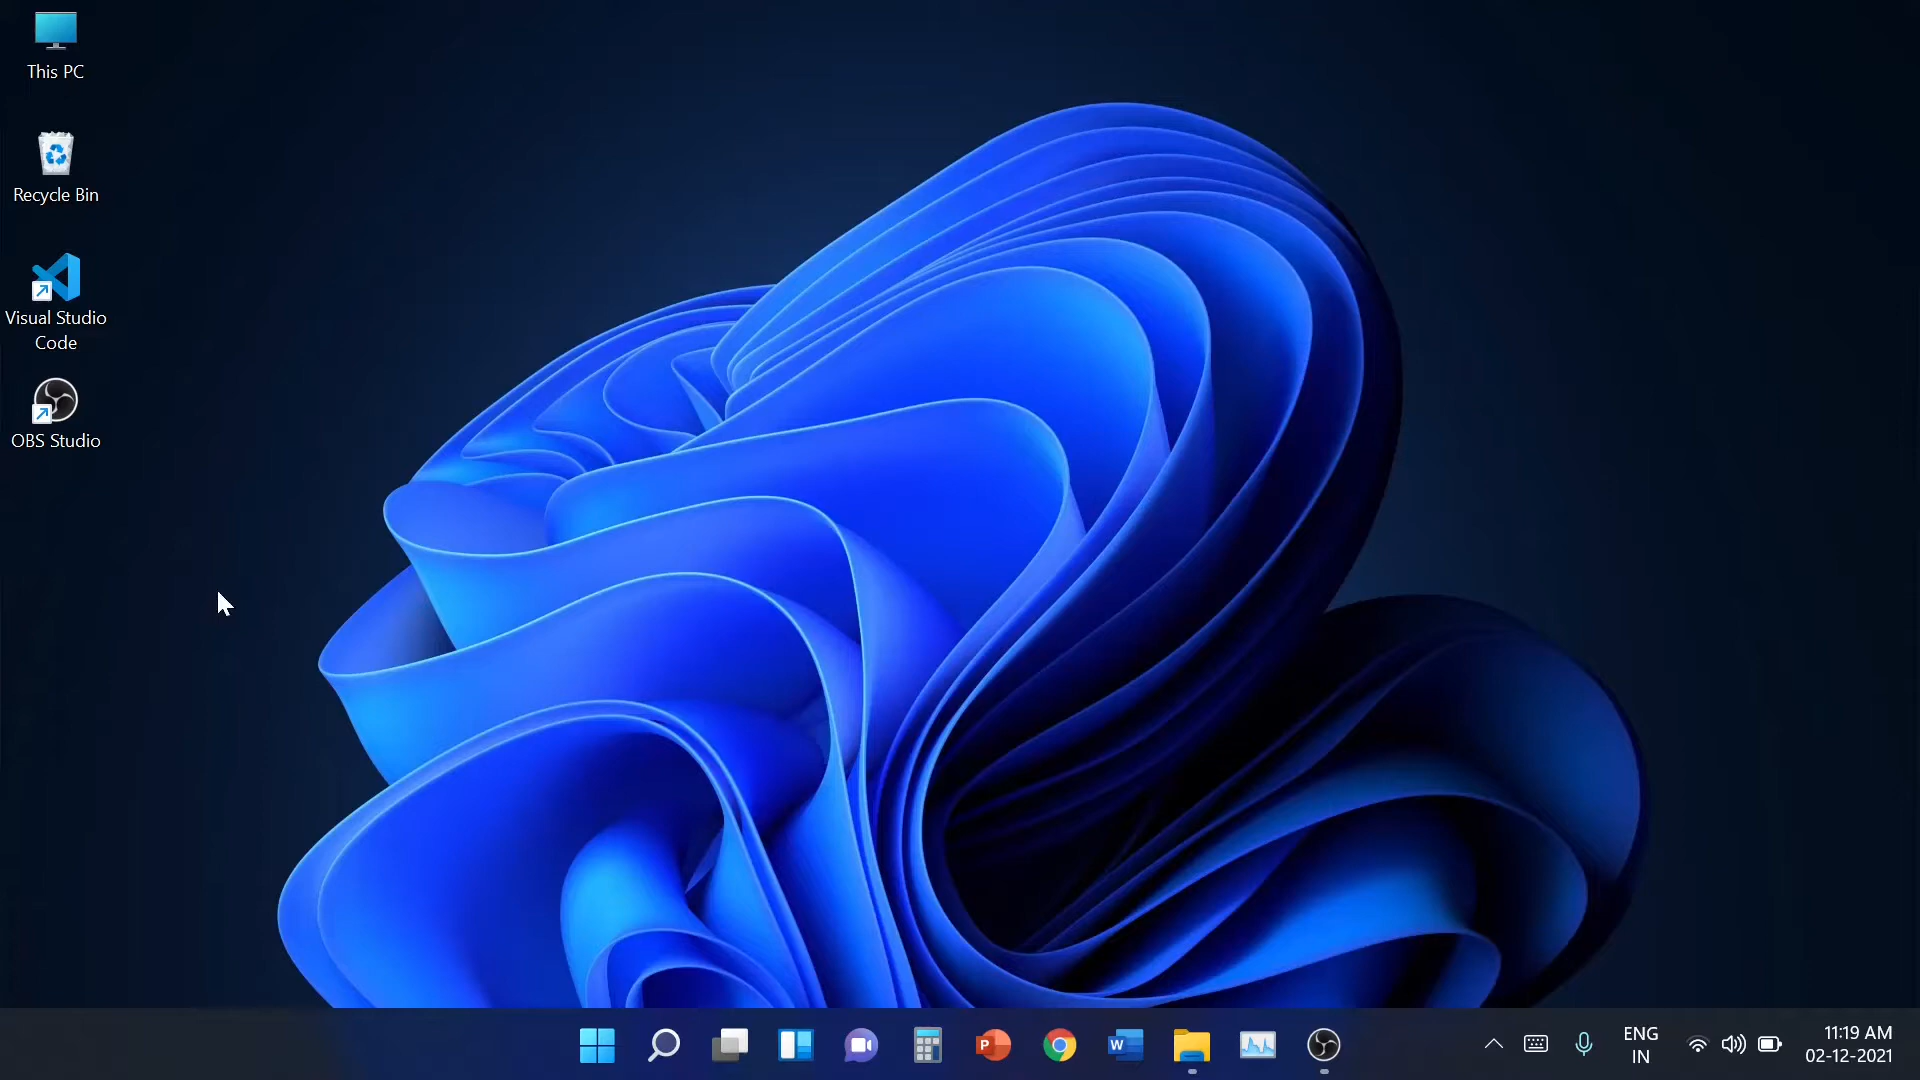 This PC
Recycle Bin
Visual Studio
Code
OBS Studio
P
W
ENG
IN
11:19 AM
02-12-2021